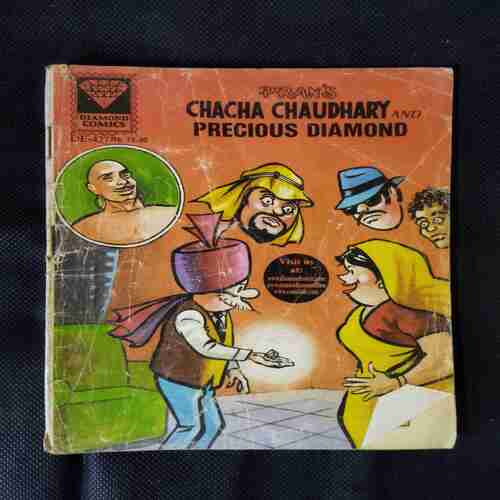 PRAN'S
CHACHA CHAUDHARY AND
PRECIOUS DIAMOND
DIAMOND
COMICS
Visit us
at: